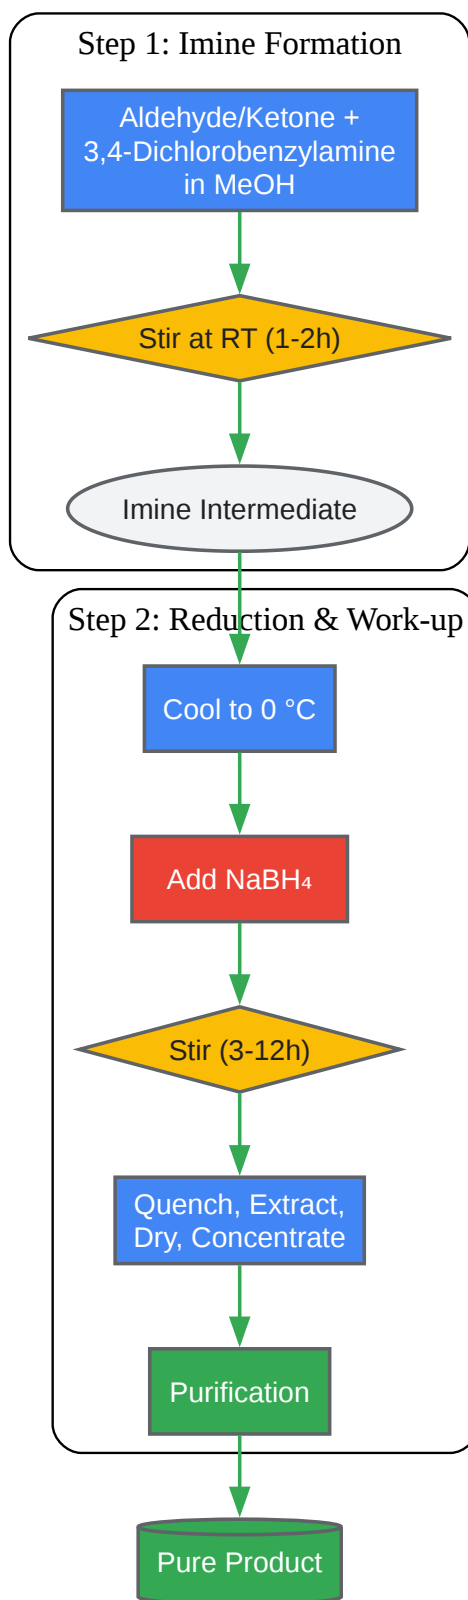 Step 1: Imine Formation
Aldehyde/Ketone +
3,4-Dichlorobenzylamine
in MeOH
Stir at RT (1-2h)
Imine Intermediate
Step 2: Reduction & Work-up
Cool to 0 °C
Add NaBH₄
Stir (3-12h)
Quench, Extract,
Dry, Concentrate
Purification
Pure Product